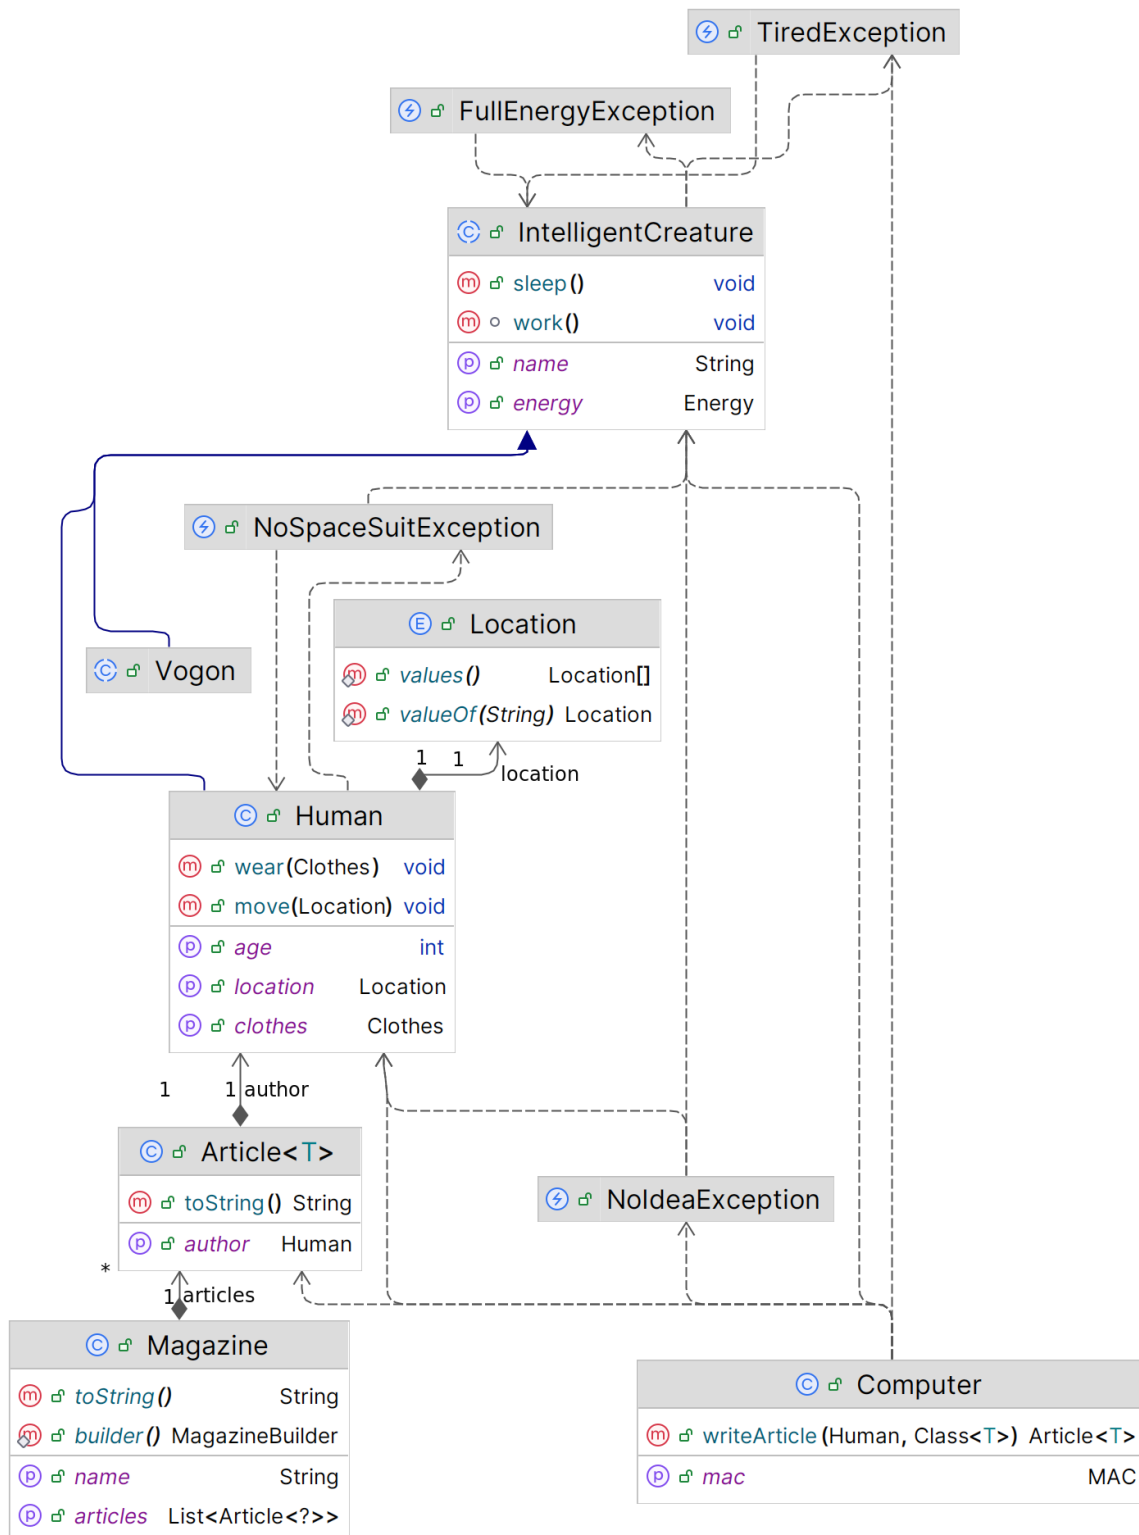 TiredException
FullEnergyException
IntelligentCreature
sleep() void
work() void
name String
energy Energy
NoSpaceSuitException
Location
values() Location[]
valueOf(String) Location
Vogon
1 1 location
Human
wear(Clothes) void
move(Location) void
age int
location Location
clothes Clothes
1 1 author
Article<T>
toString() String
author Human
NoIdeaException
* 1 articles
Magazine
toString() String
builder() MagazineBuilder
name String
articles List<Article<?>>
Computer
writeArticle(Human, Class<T>) Article<T>
mac MAC